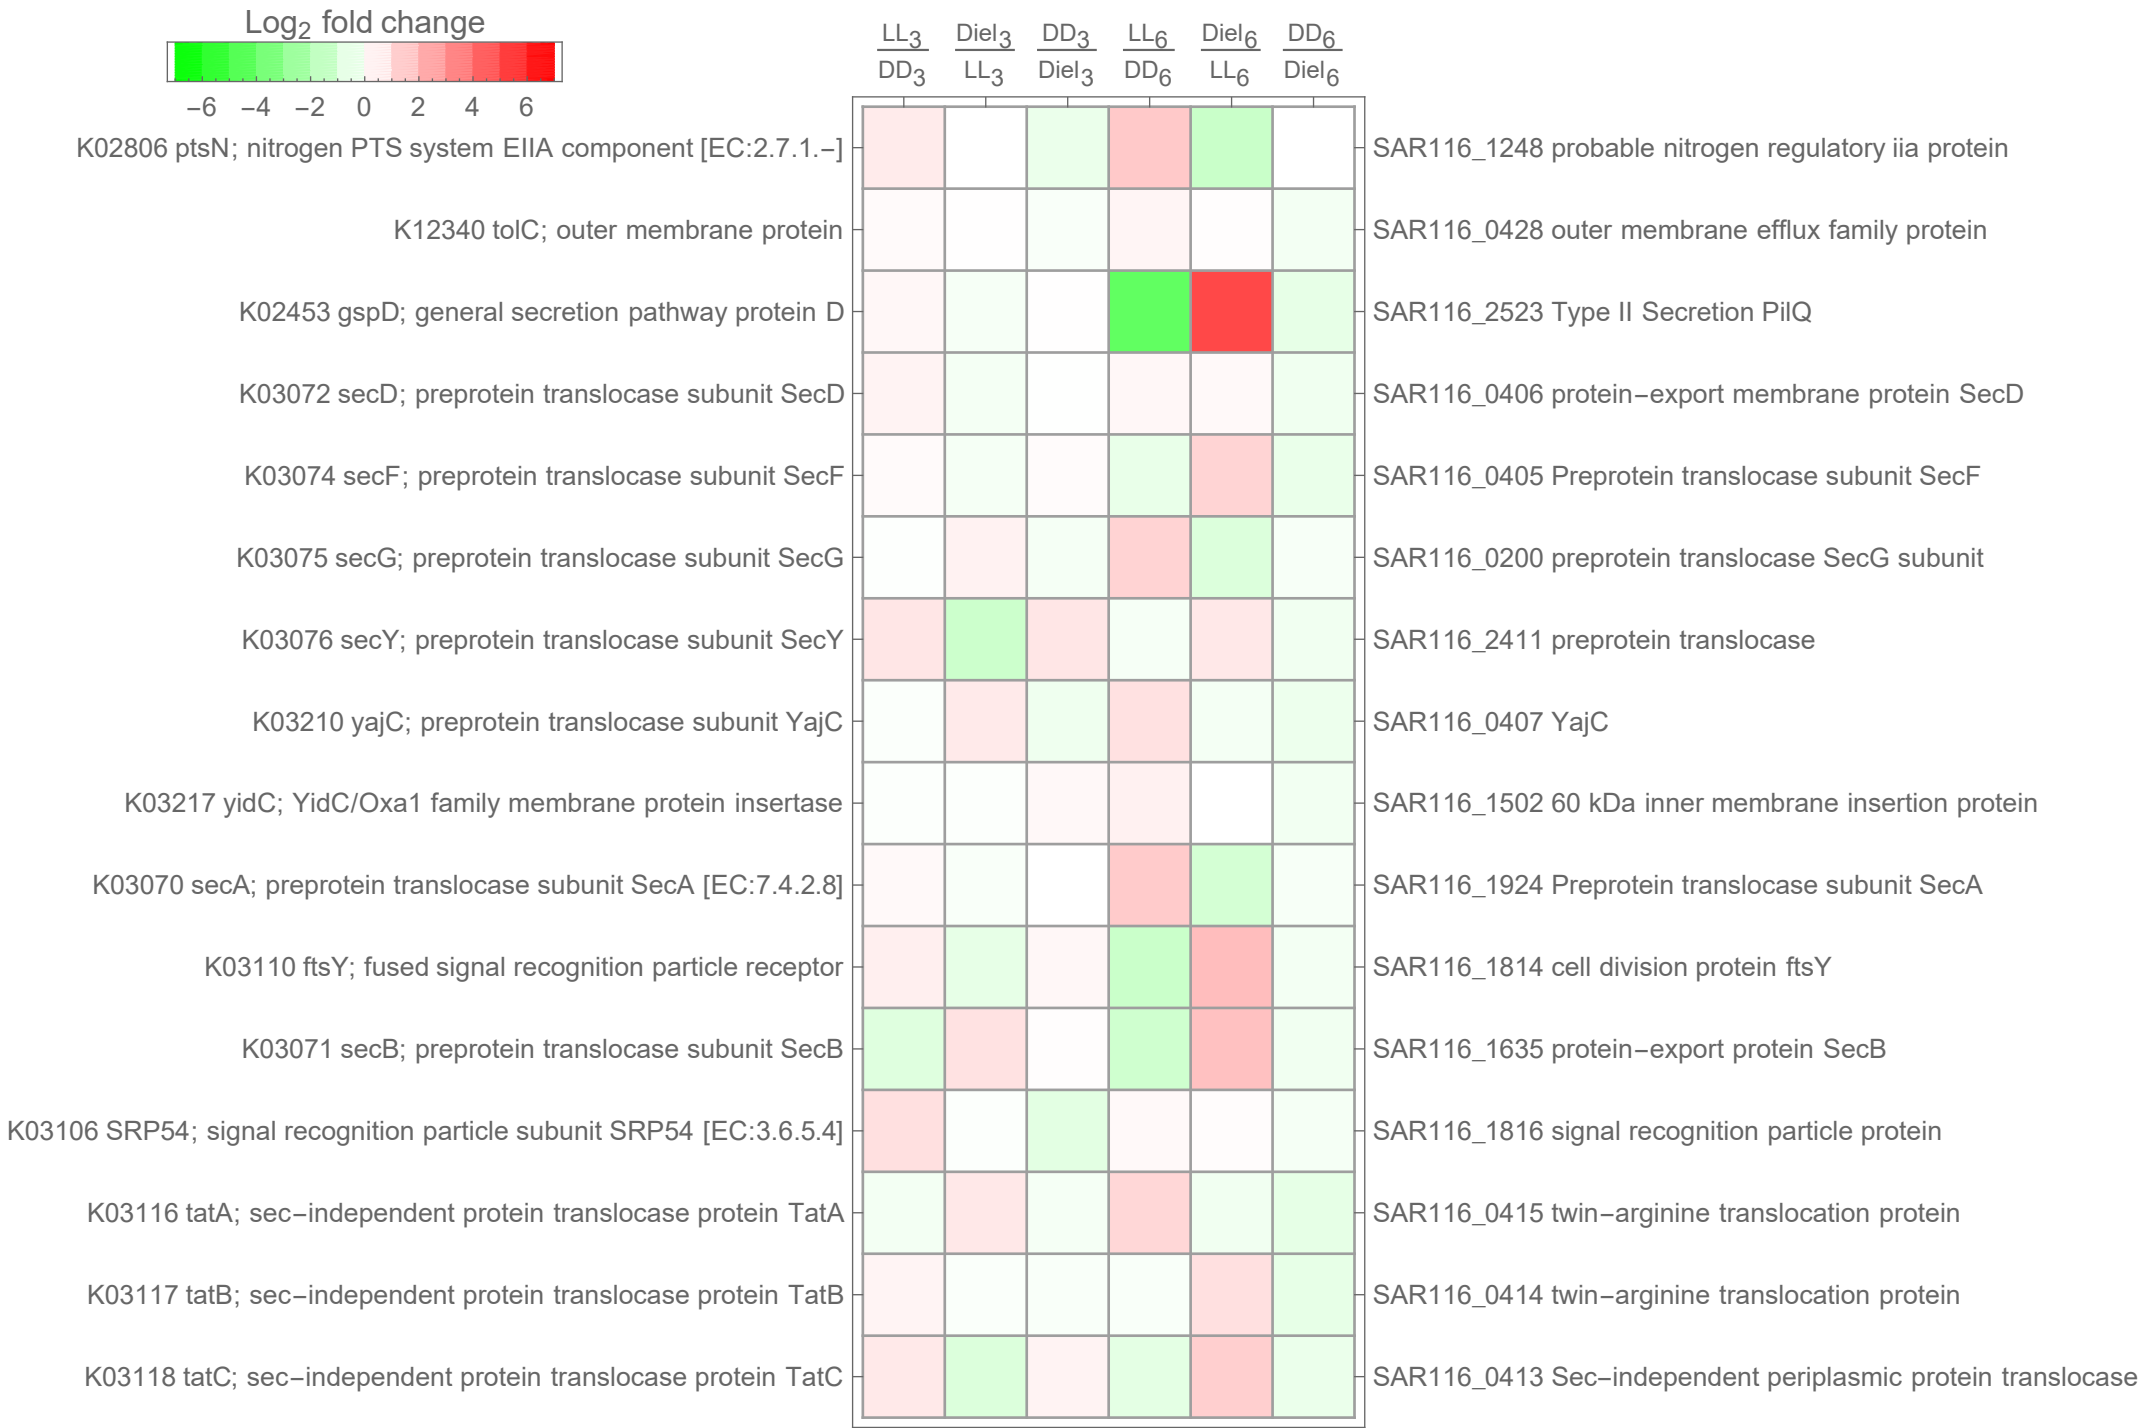 Log2 fold change
−6 −4 −2 0 2 4 6
LL3 Diel3 DD3 LL6 Diel6 DD6
DD3 LL3 Diel3 DD6 LL6 Diel6
K02806 ptsN; nitrogen PTS system EIIA component [EC:2.7.1.−] SAR116_1248 probable nitrogen regulatory iia protein
K12340 tolC; outer membrane protein SAR116_0428 outer membrane efflux family protein
K02453 gspD; general secretion pathway protein D SAR116_2523 Type II Secretion PilQ
K03072 secD; preprotein translocase subunit SecD SAR116_0406 protein−export membrane protein SecD
K03074 secF; preprotein translocase subunit SecF SAR116_0405 Preprotein translocase subunit SecF
K03075 secG; preprotein translocase subunit SecG SAR116_0200 preprotein translocase SecG subunit
K03076 secY; preprotein translocase subunit SecY SAR116_2411 preprotein translocase
K03210 yajC; preprotein translocase subunit YajC SAR116_0407 YajC
K03217 yidC; YidC/Oxa1 family membrane protein insertase SAR116_1502 60 kDa inner membrane insertion protein
K03070 secA; preprotein translocase subunit SecA [EC:7.4.2.8] SAR116_1924 Preprotein translocase subunit SecA
K03110 ftsY; fused signal recognition particle receptor SAR116_1814 cell division protein ftsY
K03071 secB; preprotein translocase subunit SecB SAR116_1635 protein−export protein SecB
K03106 SRP54; signal recognition particle subunit SRP54 [EC:3.6.5.4] SAR116_1816 signal recognition particle protein
K03116 tatA; sec−independent protein translocase protein TatA SAR116_0415 twin−arginine translocation protein
K03117 tatB; sec−independent protein translocase protein TatB SAR116_0414 twin−arginine translocation protein
K03118 tatC; sec−independent protein translocase protein TatC SAR116_0413 Sec−independent periplasmic protein translocase